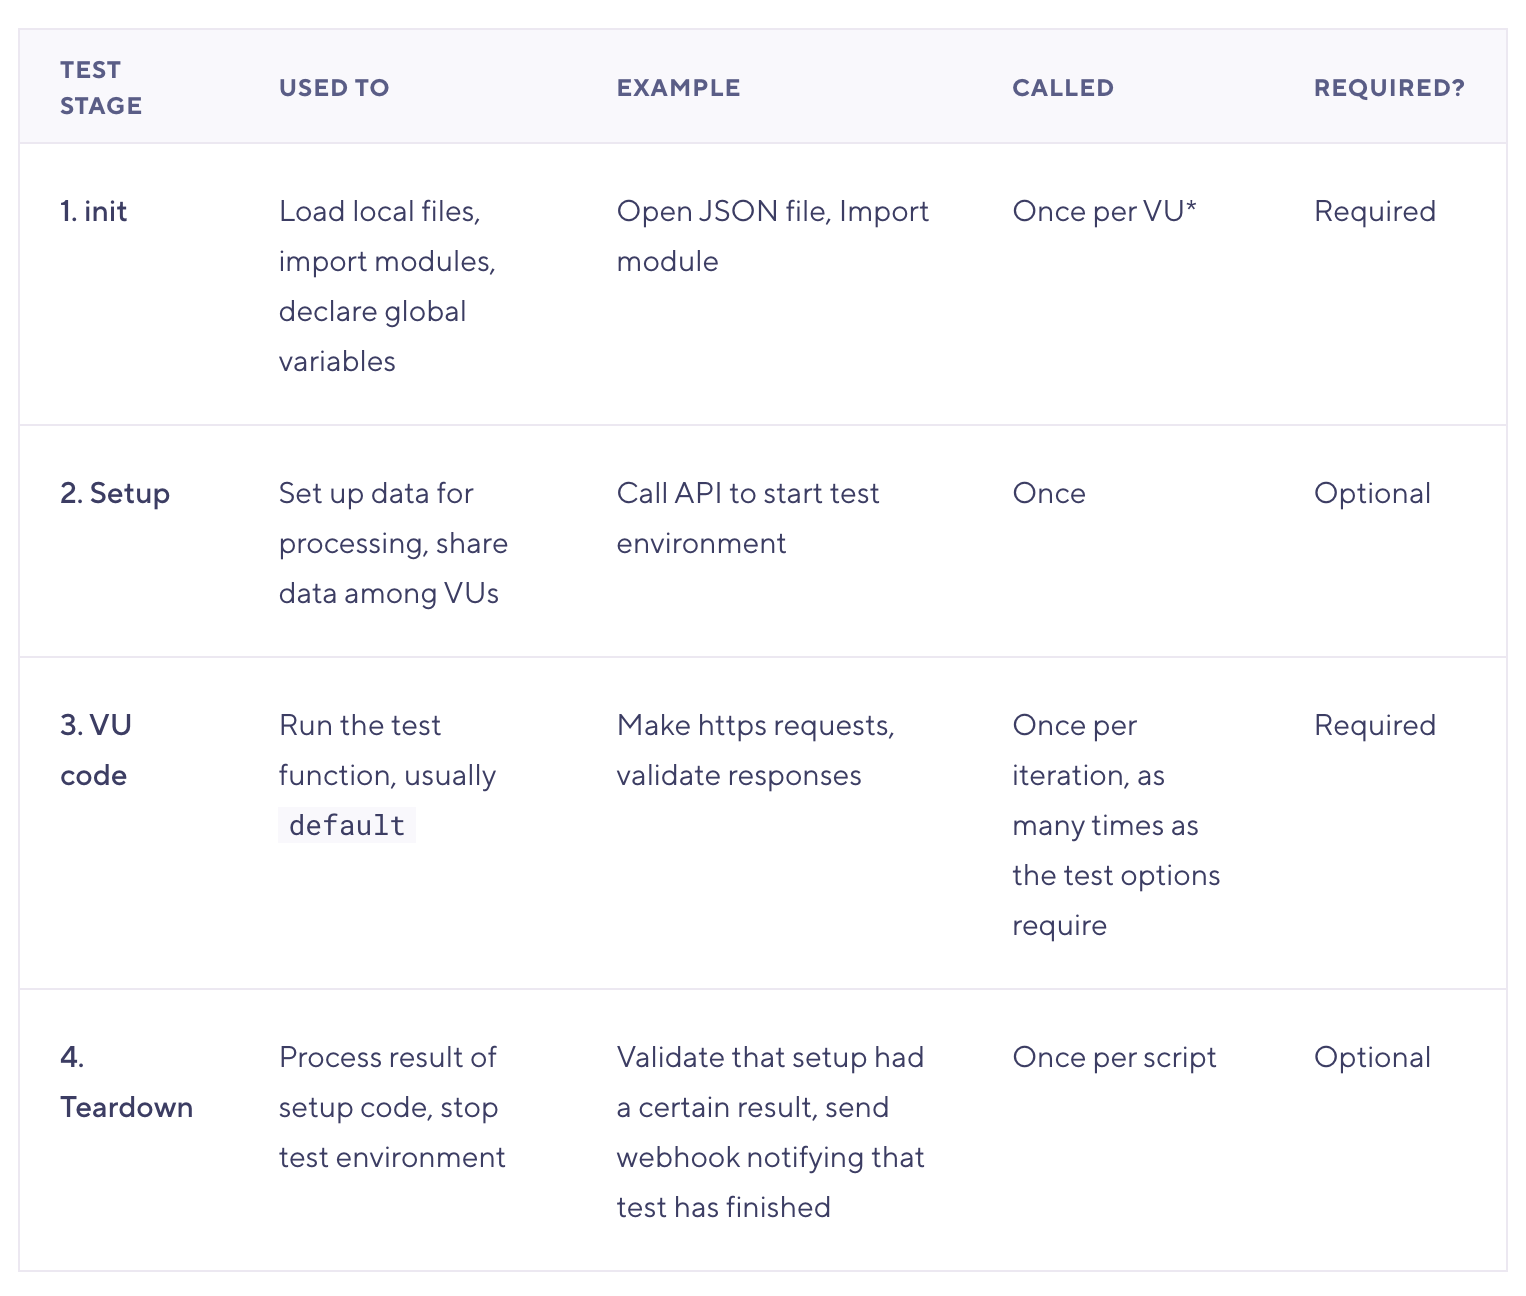 TEST
STAGE
USED TO
EXAMPLE
CALLED
REQUIRED?
1. init
Load local files,
import modules,
declare global
variables
Open JSON file, Import
module
Once per VU*
Required
2. Setup
Set up data for
processing, share
data among VUs
Call API to start test
environment
Once
Optional
3. VU
code
Run the test
function, usually
default
Make https requests,
validate responses
Once per
iteration, as
many times as
the test options
require
Required
4.
Teardown
Process result of
setup code, stop
test environment
Validate that setup had
a certain result, send
webhook notifying that
test has finished
Once per script
Optional